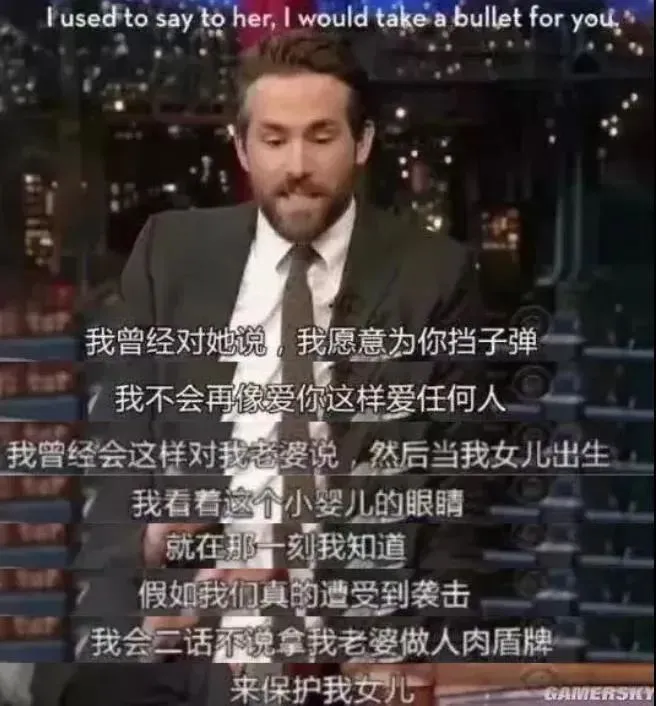 I used to say to her, I would take a bullet for you.
我曾经对她说，我愿意为你挡子弹
我不会再像爱你这样爱任何人
我曾经会这样对我老婆说，然后当我女儿出生
我看着这个小婴儿的眼睛
就在那一刻我知道
假如我们真的遭受到袭击
我会二话不说拿我老婆做人肉盾牌
来保护我女儿
GAMERSKY